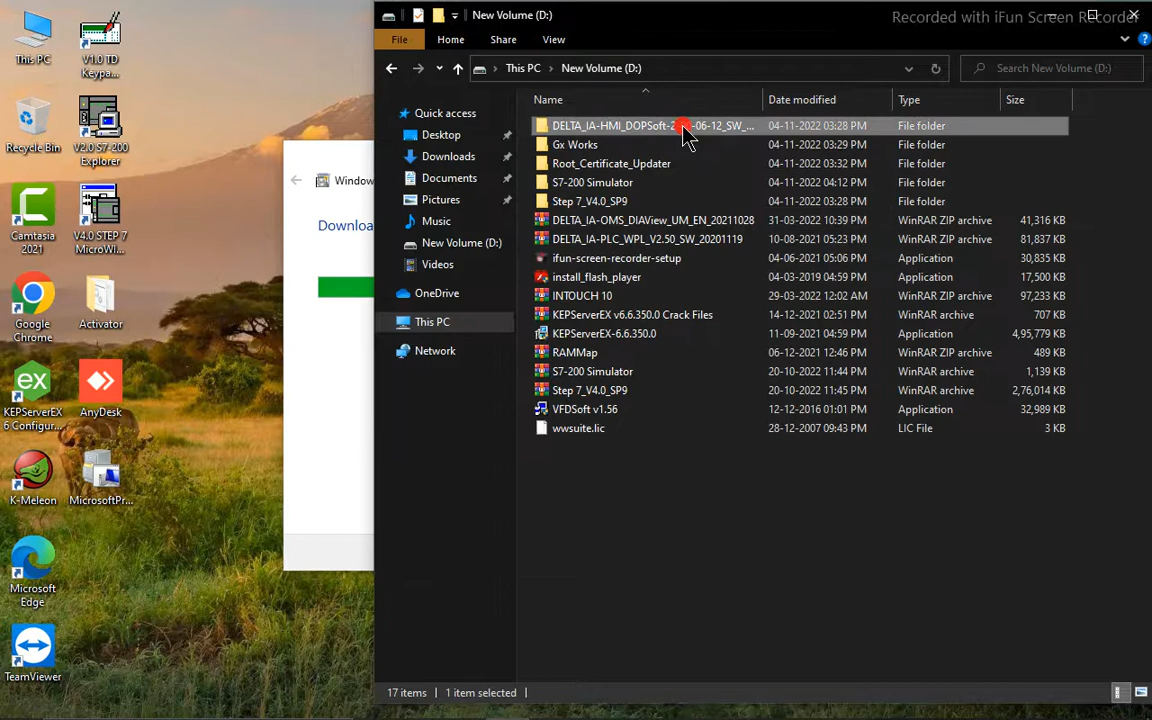 This PC
V1.0 TD
Keypa...
Recycle Bin
V2.0 S7-200
Explorer
Camtasia
2021
V4.0 STEP 7
MicroWi...
Google
Chrome
Activator
KEPServerEX
6 Configur...
AnyDesk
K-Meleon
MicrosoftPr...
Microsoft
Edge
TeamViewer
Window
Downloa
New Volume (D:)
Recorded with iFun Screen Recorder
File
Home
Share
View
This PC
New Volume (D:)
Search New Volume (D:)
Quick access
Desktop
Downloads
Documents
Pictures
Music
New Volume (D:)
Videos
OneDrive
This PC
Network
Name Date modified Type Size
DELTA_IA-HMI_DOPSoft-2 -06-12_SW_... 04-11-2022 03:28 PM File folder
Gx Works 04-11-2022 03:29 PM File folder
Root_Certificate_Updater 04-11-2022 03:32 PM File folder
S7-200 Simulator 04-11-2022 04:12 PM File folder
Step 7_V4.0_SP9 04-11-2022 03:28 PM File folder
DELTA_IA-OMS_DIAView_UM_EN_20211028 31-03-2022 10:39 PM WinRAR ZIP archive 41,316 KB
DELTA_IA-PLC_WPL_V2.50_SW_20201119 10-08-2021 05:23 PM WinRAR ZIP archive 81,837 KB
ifun-screen-recorder-setup 04-06-2021 05:06 PM Application 30,835 KB
install_flash_player 04-03-2019 04:59 PM Application 17,500 KB
INTOUCH 10 29-03-2022 12:02 AM WinRAR archive 97,233 KB
KEPServerEX v6.6.350.0 Crack Files 14-12-2021 02:51 PM WinRAR archive 707 KB
KEPServerEX-6.6.350.0 11-09-2021 04:59 PM Application 4,95,779 KB
RAMMap 06-12-2021 12:46 PM WinRAR ZIP archive 489 KB
S7-200 Simulator 20-10-2022 11:44 PM WinRAR archive 1,139 KB
Step 7_V4.0_SP9 20-10-2022 11:45 PM WinRAR archive 2,76,014 KB
VFDSoft v1.56 12-12-2016 01:01 PM Application 32,989 KB
wwsuite.lic 28-12-2007 09:43 PM LIC File 3 KB
17 items
1 item selected